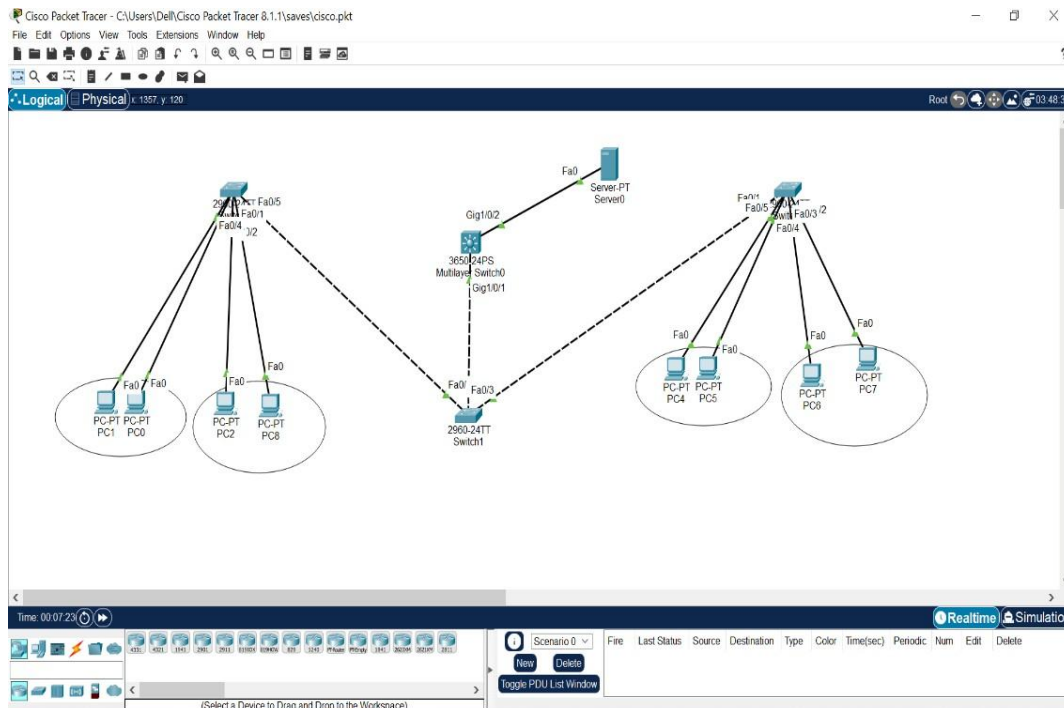 Cisco Packet Tracer - C:\Users\Dell\Cisco Packet Tracer 8.1.1\saves\cisco.pkt
File Edit Options View Tools Extensions Window Help
Logical Physical x: 1357, y: 120
Root 03:48:3
Fa0
Server-PT
Server0
Gig1/0/2
3650-24PS
Multilayer Switch0
Gig1/0/1
Fa0/5
Fa0/1
Fa0/4
Fa0/1
Fa0/5
Fa0/3
Fa0/4
Fa0/3
2960-24TT
Switch1
Fa0 Fa0
PC-PT PC-PT
PC1 PC0
Fa0 Fa0
PC-PT PC-PT
PC2 PC8
Fa0 Fa0
PC-PT PC-PT
PC4 PC5
Fa0 Fa0
PC-PT PC-PT
PC6 PC7
Time: 00:07:23
Realtime Simulatio
Scenario 0
New Delete
Toggle PDU List Window
Fire Last Status Source Destination Type Color Time(sec) Periodic Num Edit Delete
(Select a Device to Drag and Drop to the Workspace)